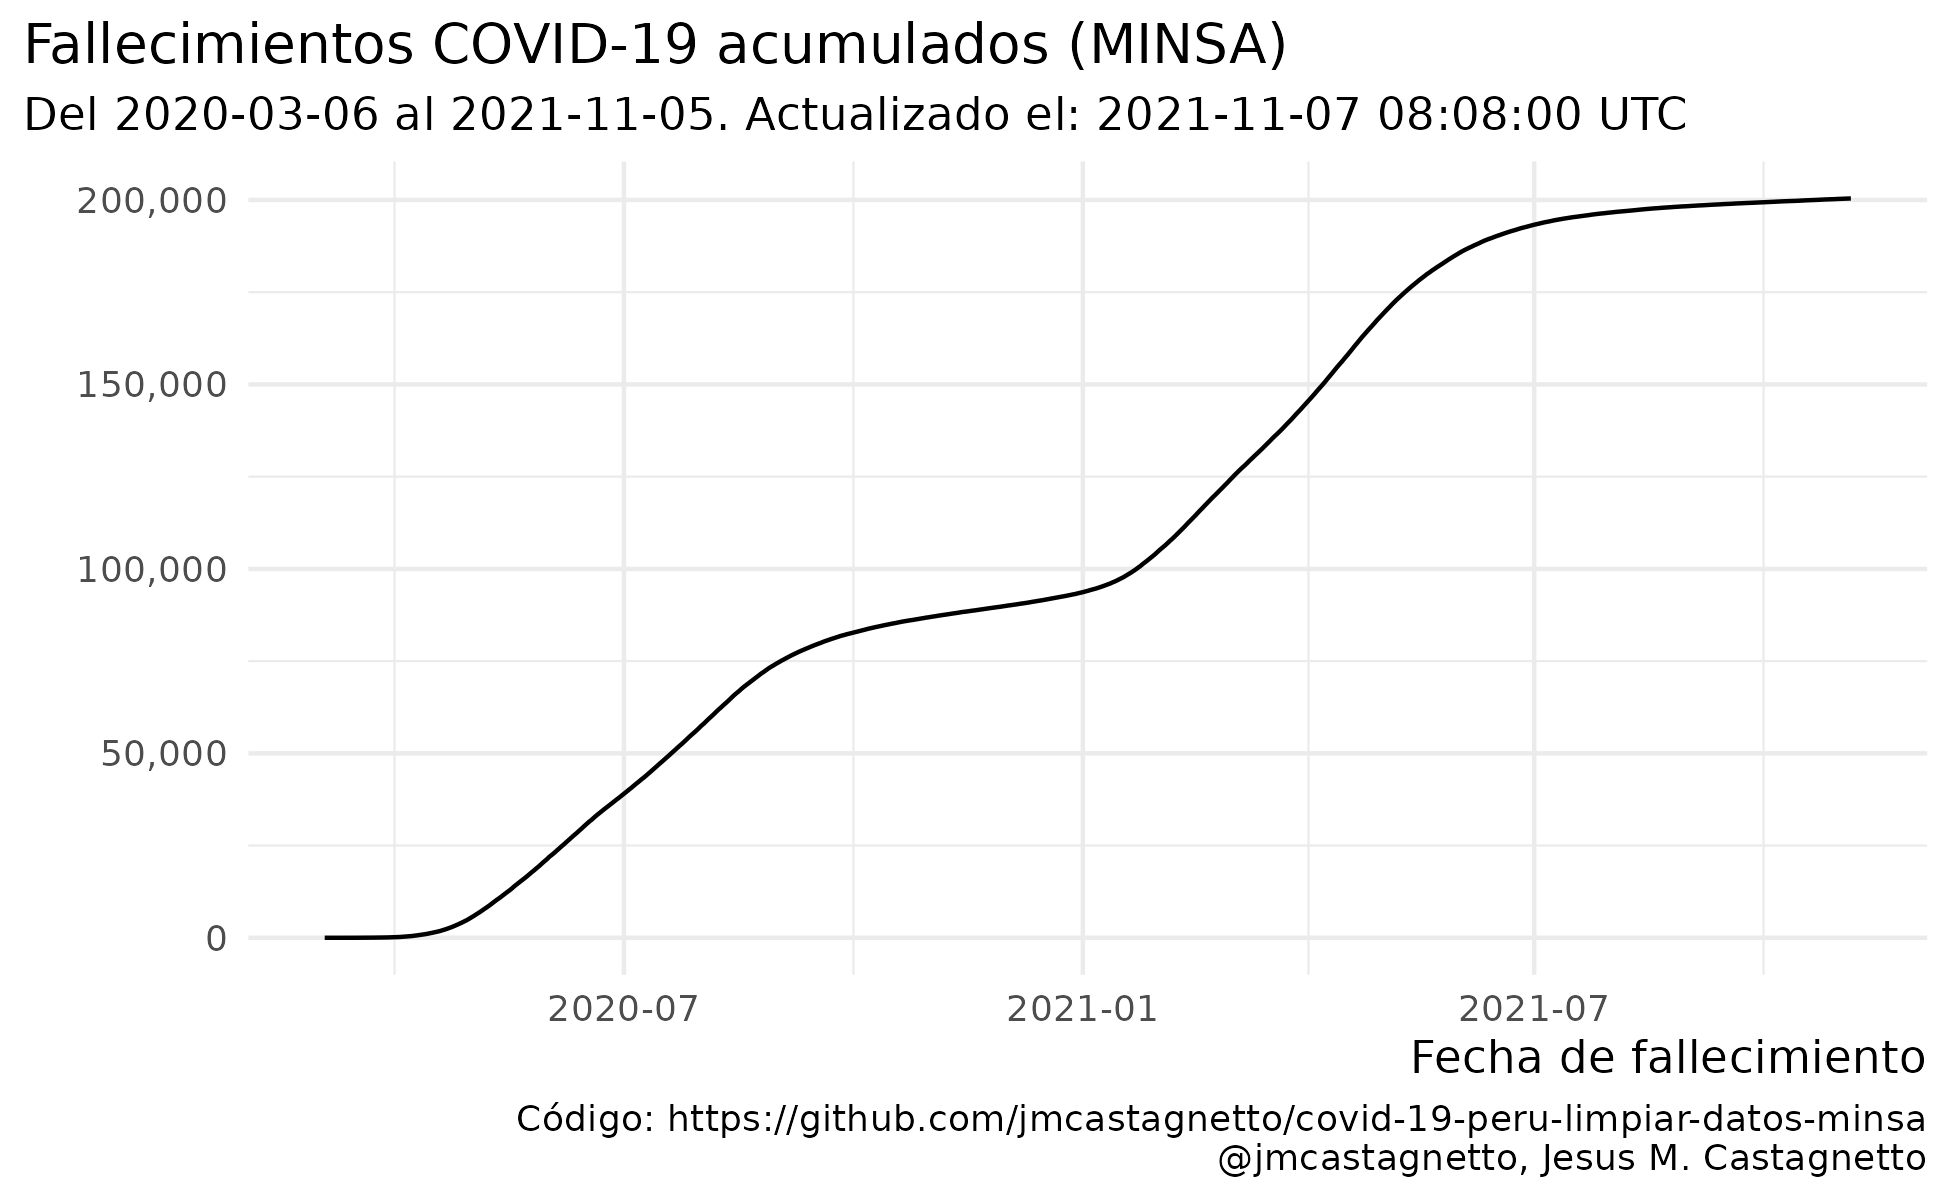 Fallecimientos COVID-19 acumulados (MINSA)
Del 2020-03-06 al 2021-11-05. Actualizado el: 2021-11-07 08:08:00 UTC
200,000
150,000
100,000
50,000
0
2020-07
2021-01
2021-07
Fecha de fallecimiento
Código: https://github.com/jmcastagnetto/covid-19-peru-limpiar-datos-minsa
@jmcastagnetto, Jesus M. Castagnetto